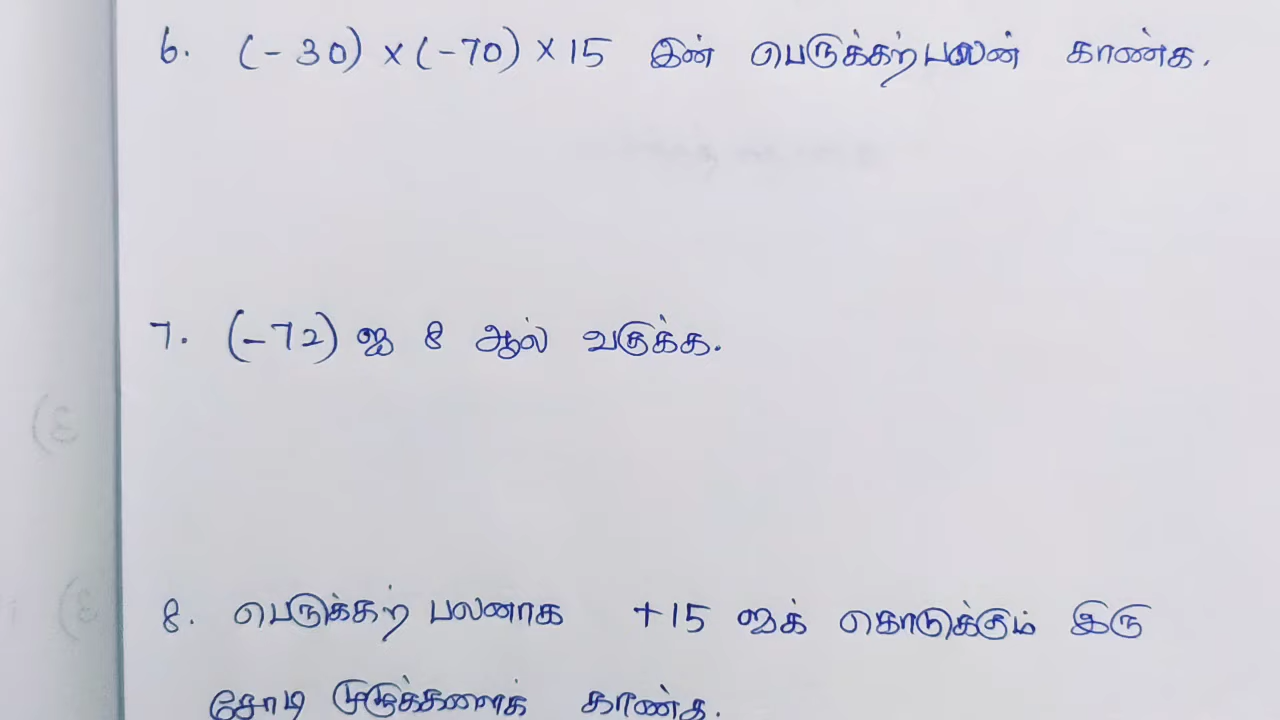 6. (-30) × (-70) × 15 இன் பெருக்கற்பலன் காண்க.
7. (-72) ஐ 8 ஆல் வகுக்க.
8. பெருக்கற் பலனாக +15 ஐக் கொடுக்கும் இரு
சோடி முழுக்களைக் காண்க.